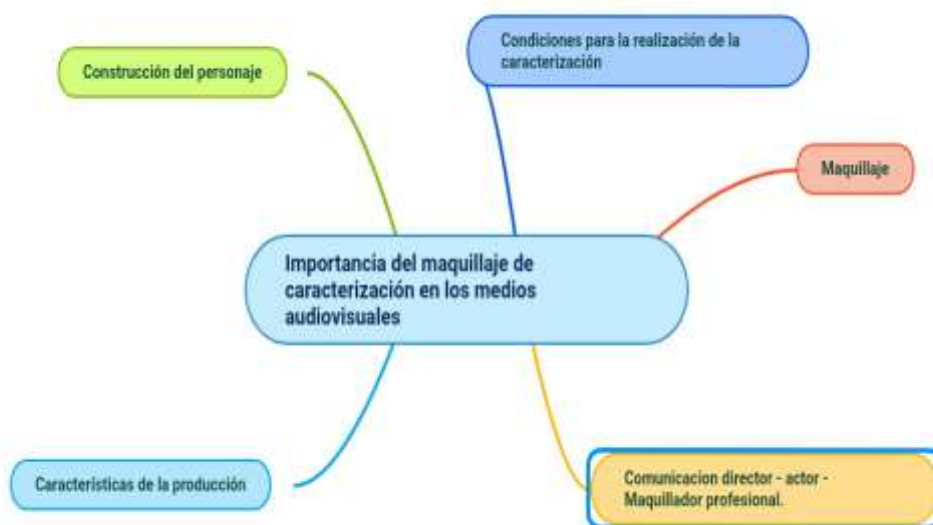 Condiciones para la realización de la
caracterización
Construcción del personaje
Maquillaje
Importancia del maquillaje de
caracterización en los medios
audiovisuales
Características de la producción
Comunicacion director - actor -
Maquillador profesional.